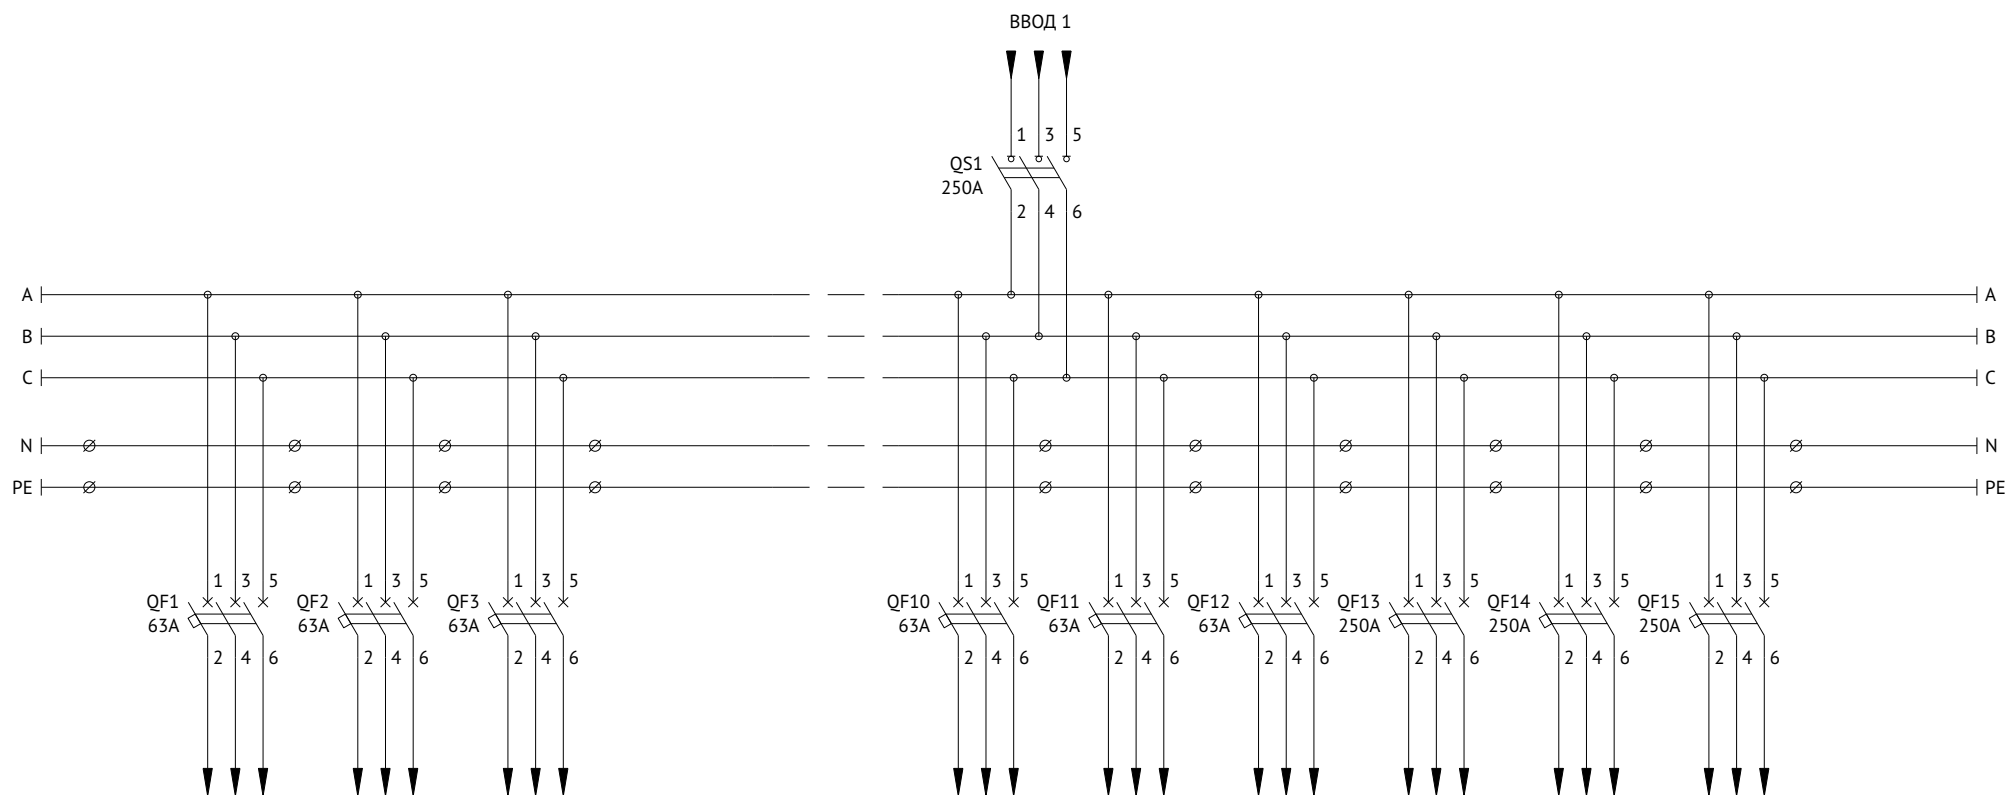 ВВОД 1
1 3 5
QS1
250A
2 4 6
A A
B B
C C
N N
PE PE
1 3 5 1 3 5 1 3 5 1 3 5 1 3 5 1 3 5 1 3 5 1 3 5 1 3 5
QF1 QF2 QF3 QF10 QF11 QF12 QF13 QF14 QF15
63A 63A 63A 63A 63A 63A 250A 250A 250A
2 4 6 2 4 6 2 4 6 2 4 6 2 4 6 2 4 6 2 4 6 2 4 6 2 4 6